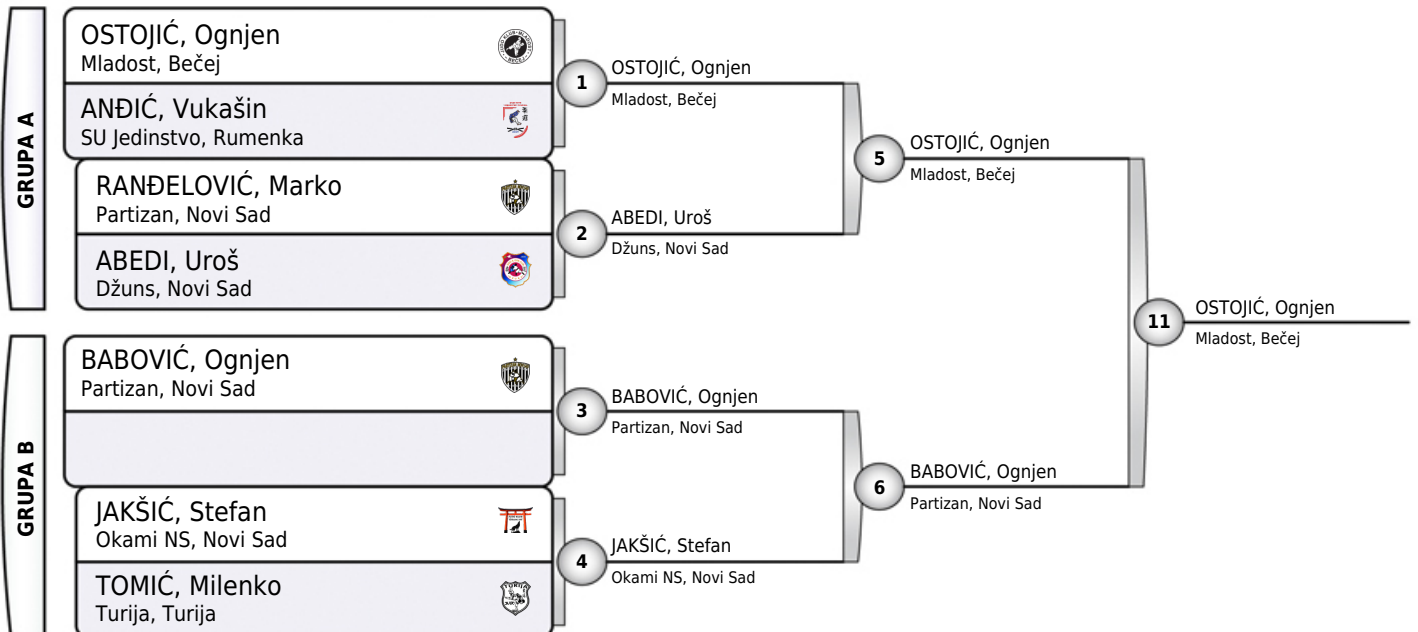 GRUPA A
OSTOJIĆ, Ognjen
Mladost, Bečej
ANĐIĆ, Vukašin
SU Jedinstvo, Rumenka
RANĐELOVIĆ, Marko
Partizan, Novi Sad
ABEDI, Uroš
Džuns, Novi Sad
1
OSTOJIĆ, Ognjen
Mladost, Bečej
2
ABEDI, Uroš
Džuns, Novi Sad
5
OSTOJIĆ, Ognjen
Mladost, Bečej
GRUPA B
BABOVIĆ, Ognjen
Partizan, Novi Sad
JAKŠIĆ, Stefan
Okami NS, Novi Sad
TOMIĆ, Milenko
Turija, Turija
3
BABOVIĆ, Ognjen
Partizan, Novi Sad
4
JAKŠIĆ, Stefan
Okami NS, Novi Sad
6
BABOVIĆ, Ognjen
Partizan, Novi Sad
11
OSTOJIĆ, Ognjen
Mladost, Bečej